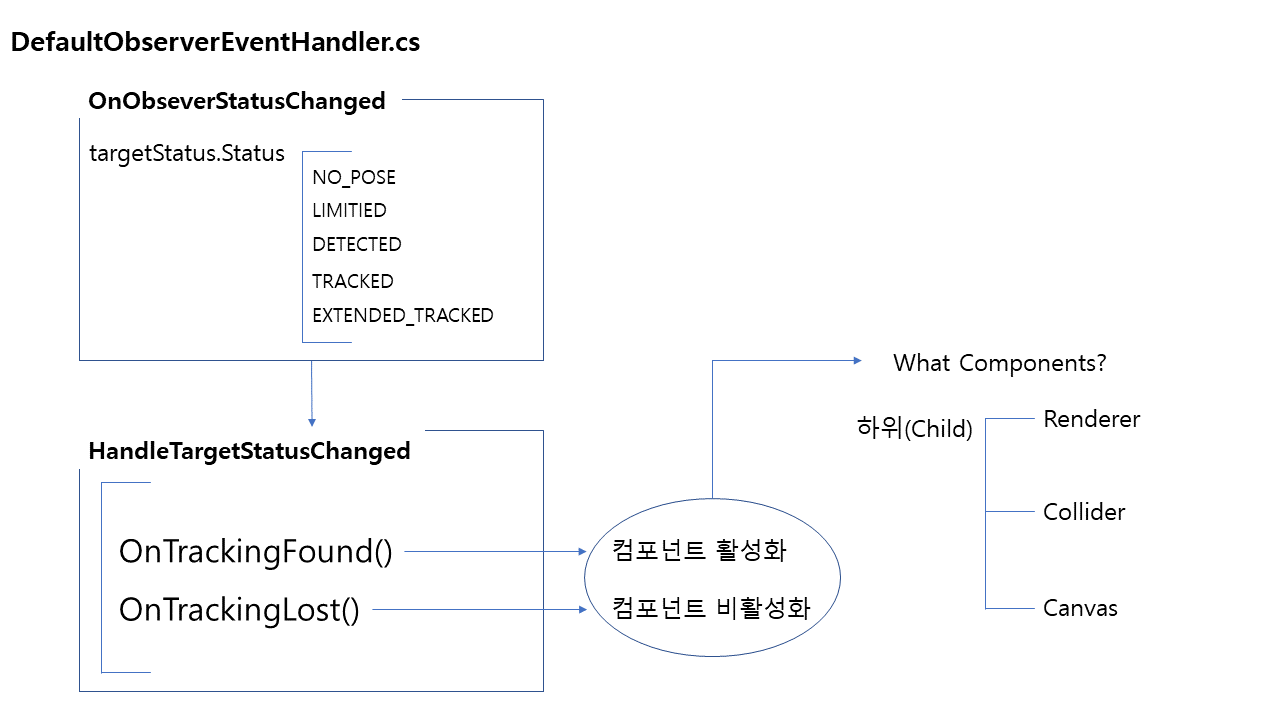 DefaultObserverEventHandler.cs
OnObseverStatusChanged
targetStatus.Status
NO_POSE
LIMITIED
DETECTED
TRACKED
EXTENDED_TRACKED
HandleTargetStatusChanged
OnTrackingFound()
OnTrackingLost()
컴포넌트 활성화
컴포넌트 비활성화
What Components?
하위(Child)
Renderer
Collider
Canvas